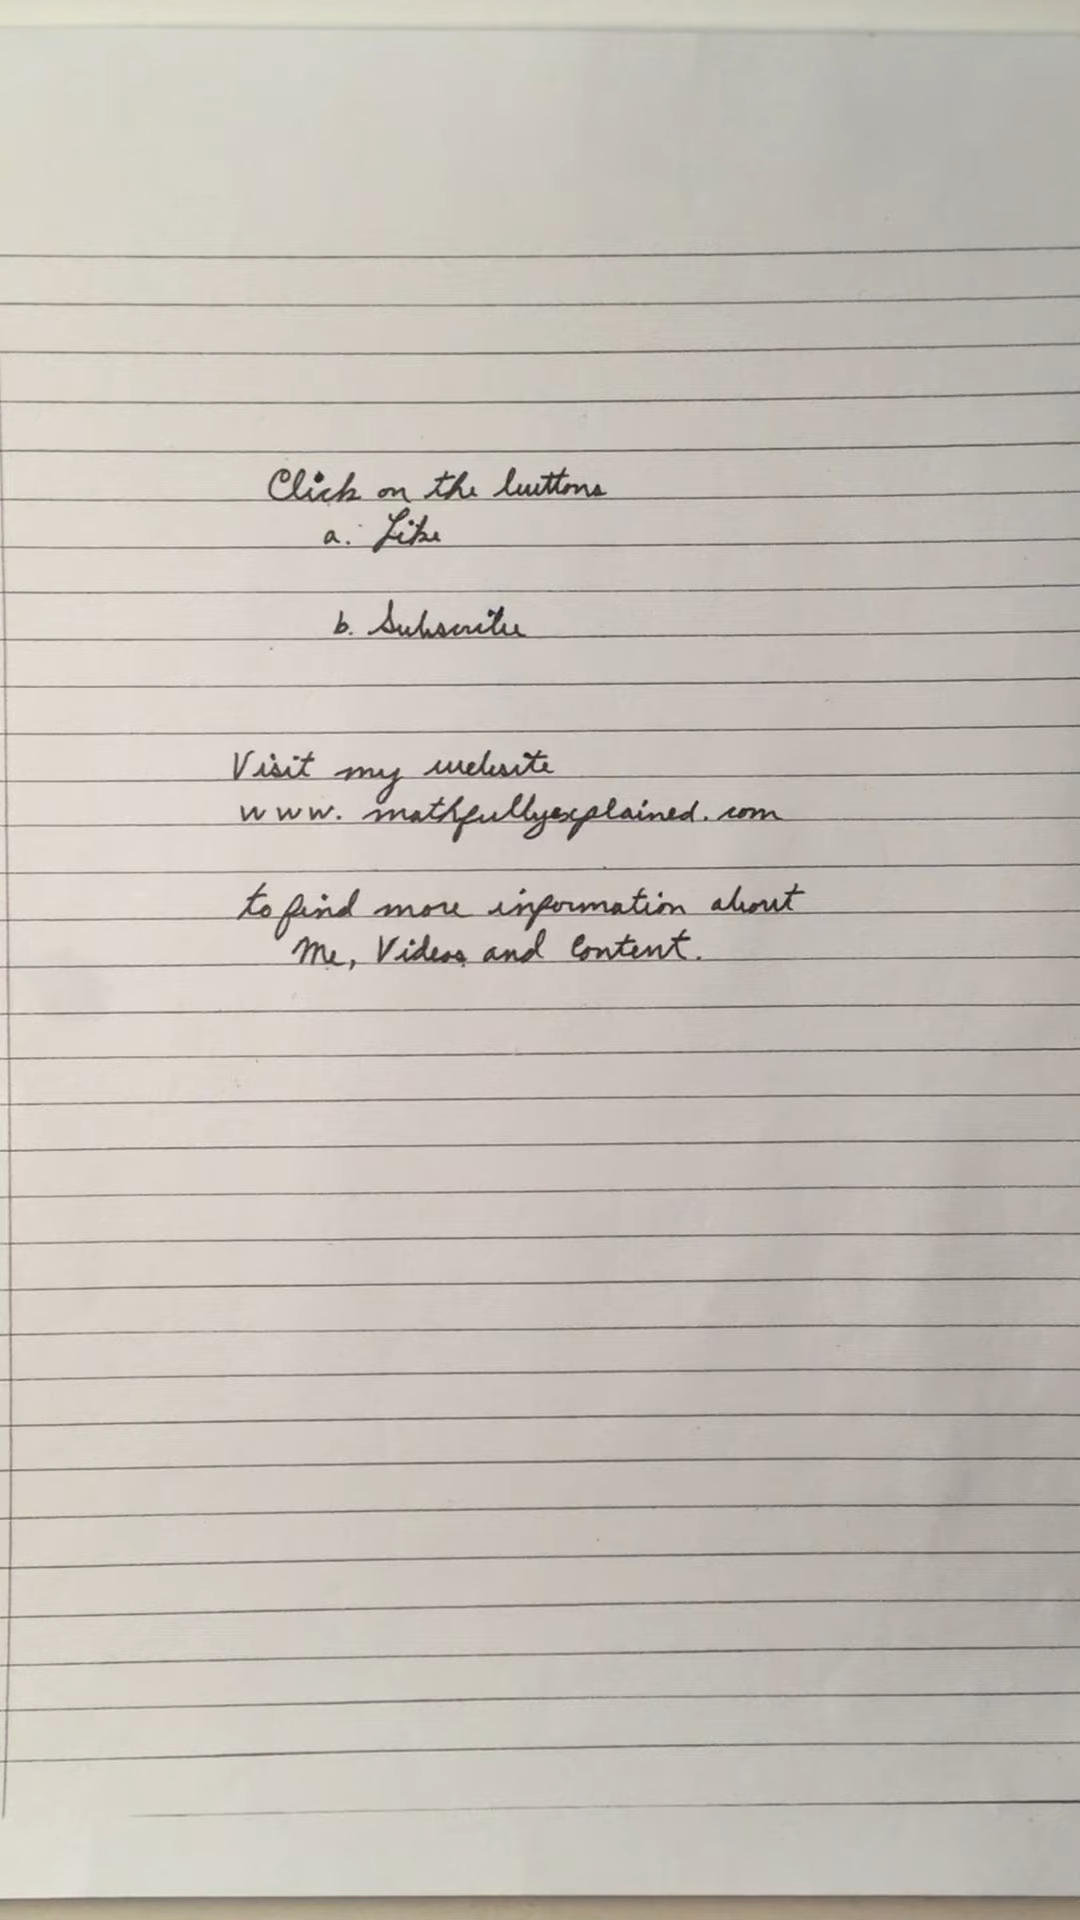 Click on the buttons
a. Like
b. Subscribe
Visit my website
www.mathfullyexplained.com
to find more information about
Me, Videos and Content.